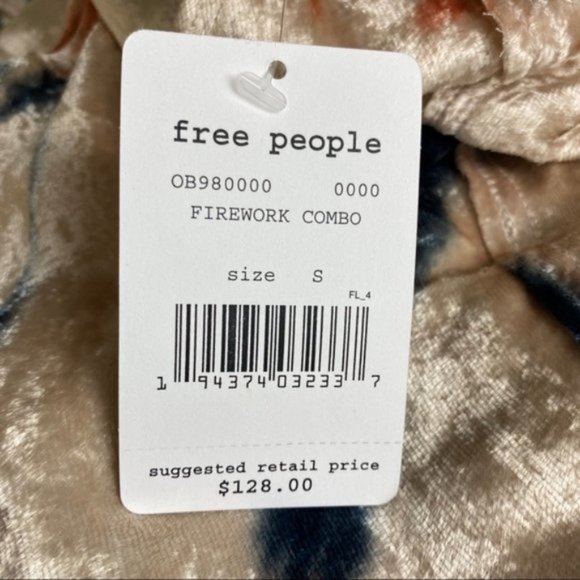 free people
OB980000 0000
FIREWORK COMBO
size S
FL_4
1 94374 03233 7
suggested retail price
$128.00